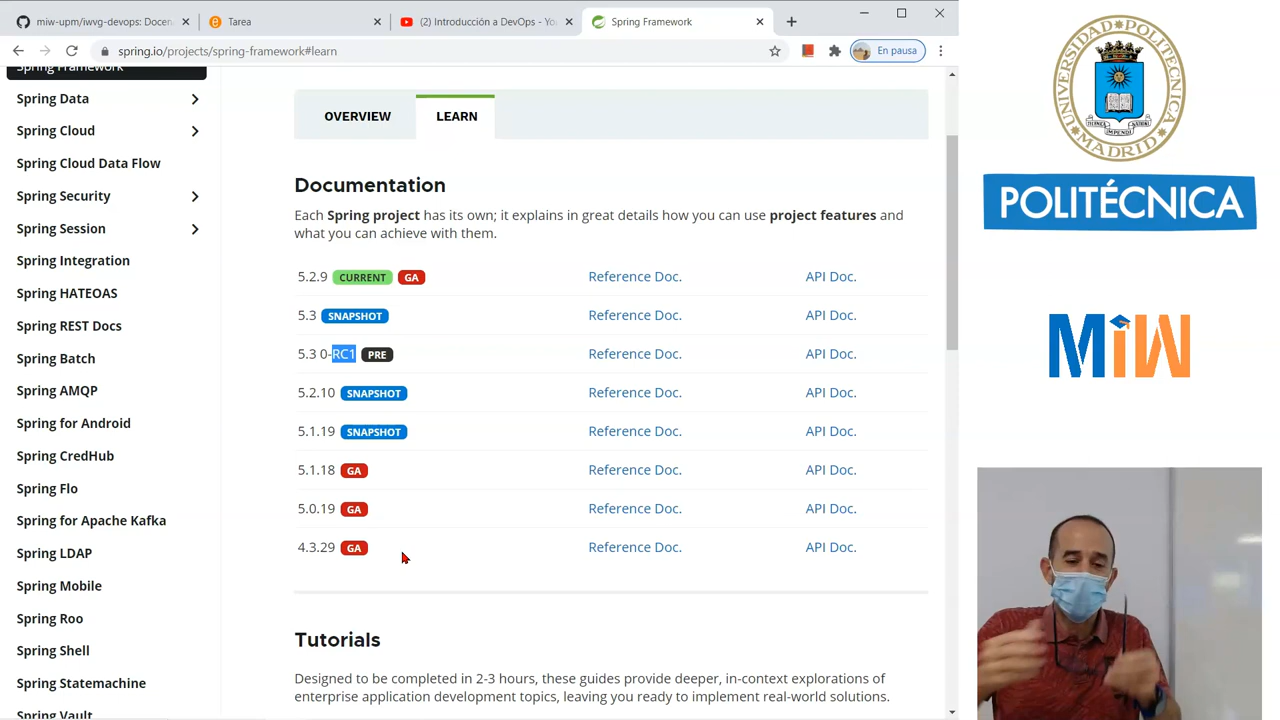 miw-upm/iwvg-devops: Docen
Tarea
(2) Introducción a DevOps - Yo
Spring Framework
spring.io/projects/spring-framework#learn
En pausa
Spring Framework
Spring Data
Spring Cloud
Spring Cloud Data Flow
Spring Security
Spring Session
Spring Integration
Spring HATEOAS
Spring REST Docs
Spring Batch
Spring AMQP
Spring for Android
Spring CredHub
Spring Flo
Spring for Apache Kafka
Spring LDAP
Spring Mobile
Spring Roo
Spring Shell
Spring Statemachine
Spring Vault
OVERVIEW LEARN
Documentation
Each Spring project has its own; it explains in great details how you can use project features and
what you can achieve with them.
5.2.9 CURRENT GA Reference Doc. API Doc.
5.3 SNAPSHOT Reference Doc. API Doc.
5.3 0-RC1 PRE Reference Doc. API Doc.
5.2.10 SNAPSHOT Reference Doc. API Doc.
5.1.19 SNAPSHOT Reference Doc. API Doc.
5.1.18 GA Reference Doc. API Doc.
5.0.19 GA Reference Doc. API Doc.
4.3.29 GA Reference Doc. API Doc.
Tutorials
Designed to be completed in 2-3 hours, these guides provide deeper, in-context explorations of
enterprise application development topics, leaving you ready to implement real-world solutions.
UNIVERSIDAD POLITÉCNICA
MADRID
POLITÉCNICA
MiW